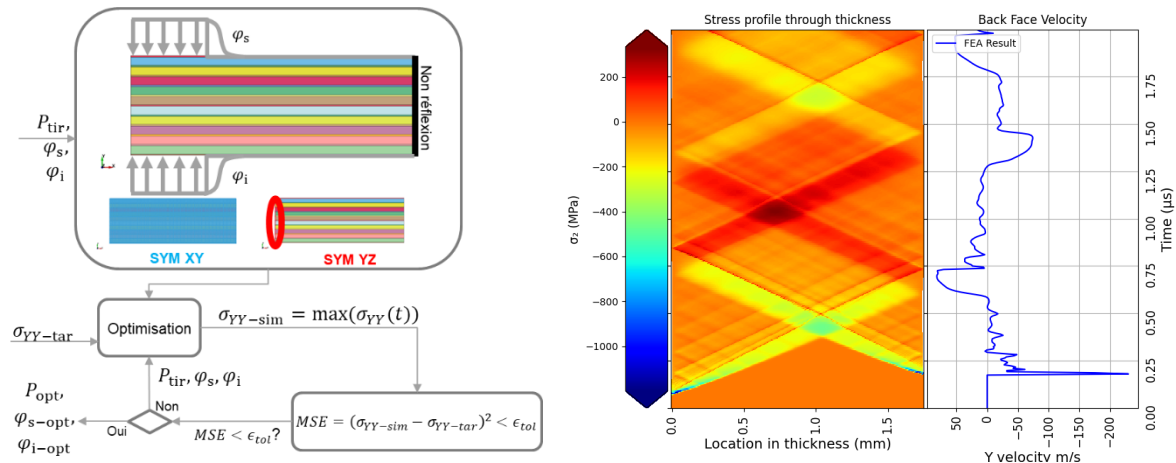 φs
Non réflexion
Ptir,
φs,
φi
φi
SYM XY
SYM YZ
Optimisation
σYY−tar
σYY−sim = max(σYY(t))
Ptir, φs, φi
Popt,
φs−opt,
φi−opt
Non
Oui
MSE < ϵtol?
MSE = (σYY−sim − σYY−tar)² < ϵtol
Stress profile through thickness
σ₂ (MPa)
200
0
−200
−400
−600
−800
−1000
0.0
0.5
1.0
1.5
Location in thickness (mm)
Back Face Velocity
FEA Result
50
0
−50
−100
−150
−200
Y velocity m/s
0.00
0.25
0.50
0.75
1.00
1.25
1.50
1.75
Time (µs)